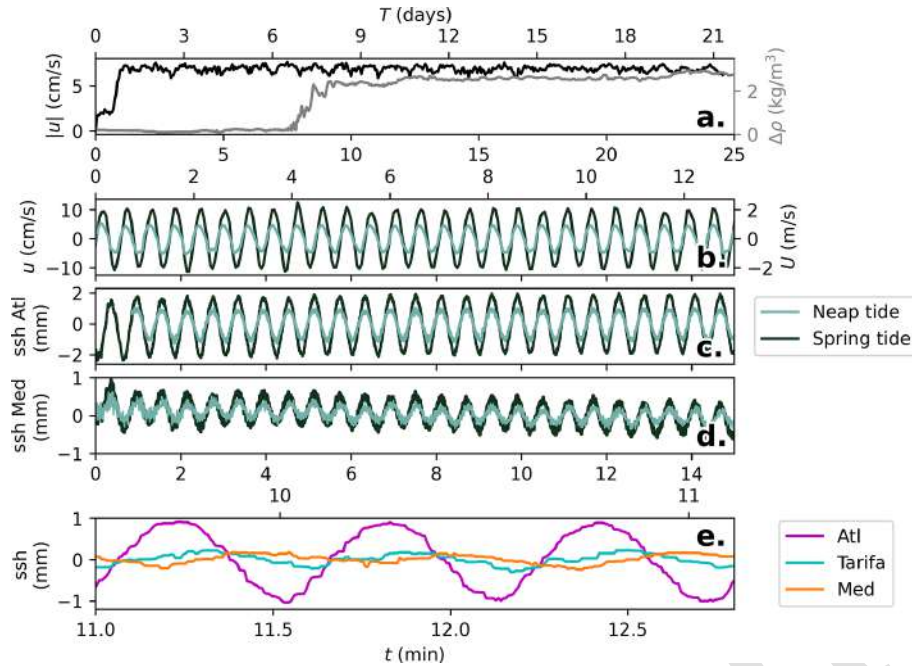 T (days)
0 3 6 9 12 15 18 21
|u| (cm/s)
5
0
a.
2
0
Δρ (kg/m³)
0 5 10 15 20 25
0 2 4 6 8 10 12
u (cm/s)
10
0
−10
b.
2
0
−2
U (m/s)
ssh Atl
(mm)
2
0
−2
c.
Neap tide
Spring tide
ssh Med
(mm)
1
0
−1
d.
0 2 4 6 8 10 12 14
10 11
ssh
(mm)
1
0
−1
e.
Atl
Tarifa
Med
11.0 11.5 12.0 12.5
t (min)